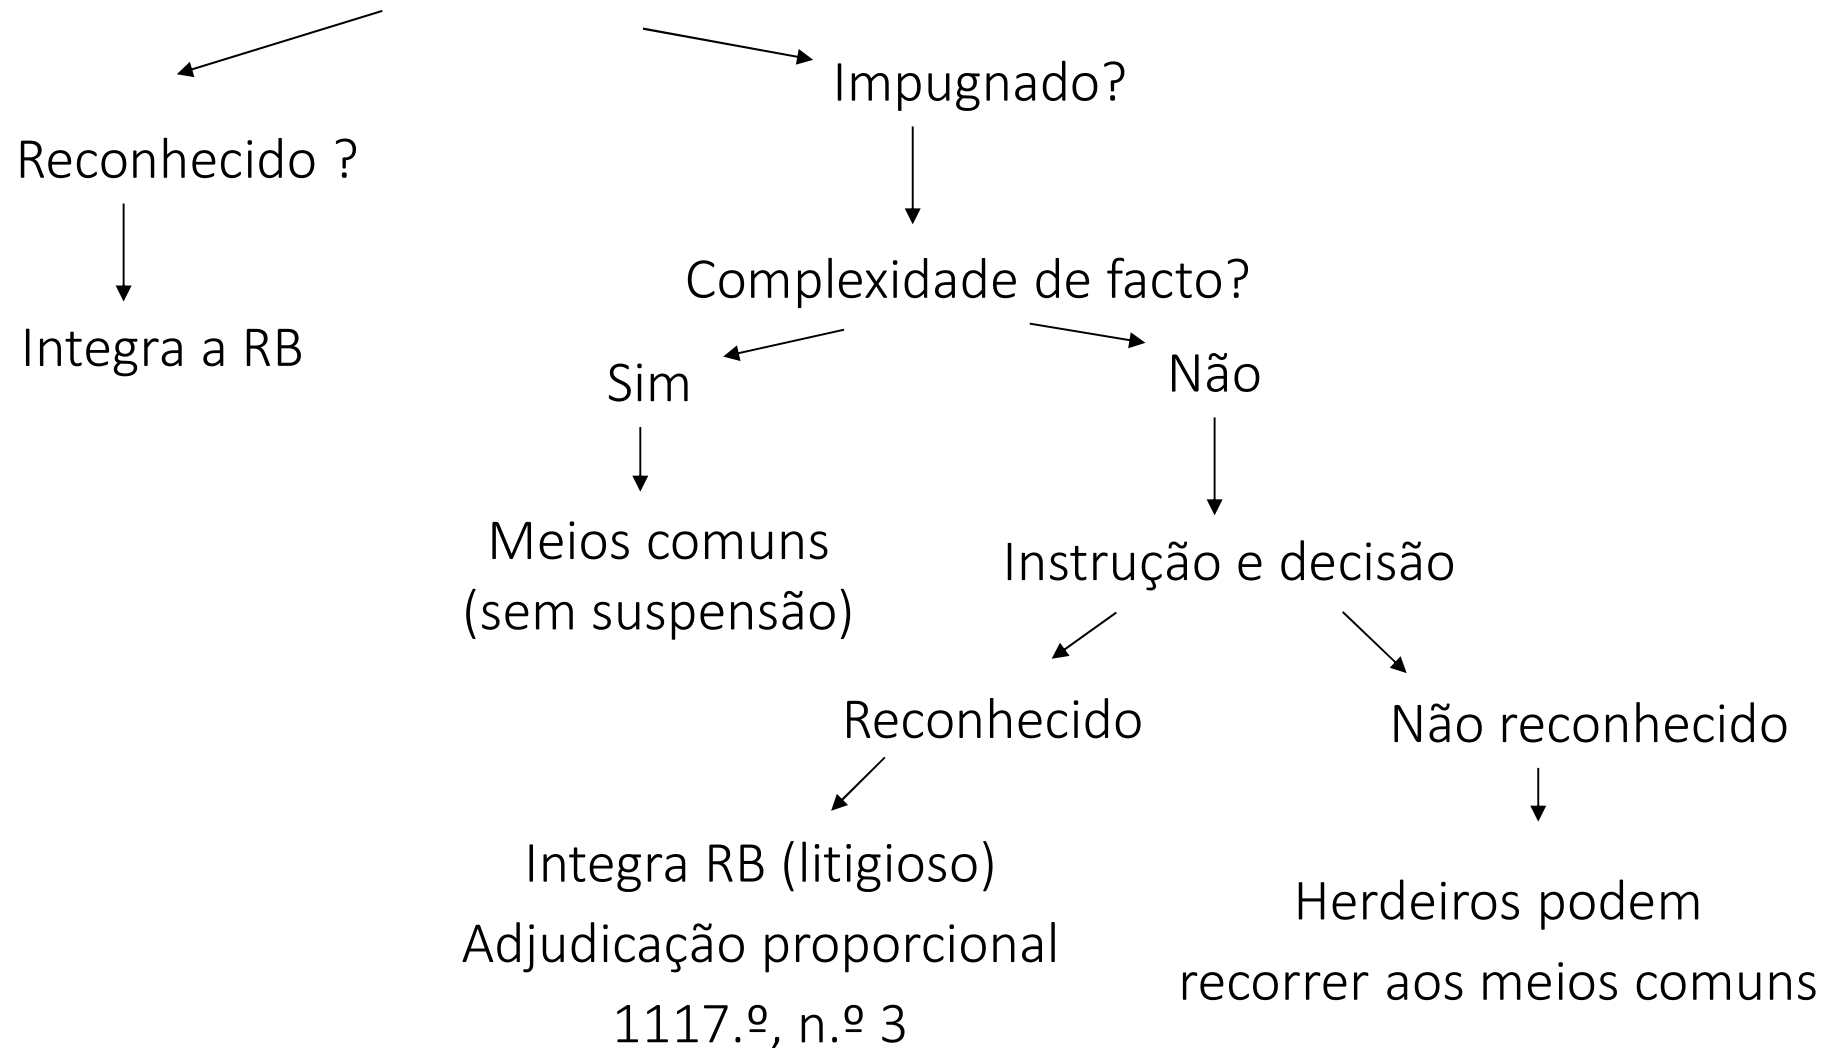 Impugnado?
Reconhecido ?
Complexidade de facto?
Integra a RB
Sim
Não
Meios comuns
(sem suspensão)
Instrução e decisão
Reconhecido
Não reconhecido
Integra RB (litigioso)
Adjudicação proporcional
1117.º, n.º 3
Herdeiros podem
recorrer aos meios comuns